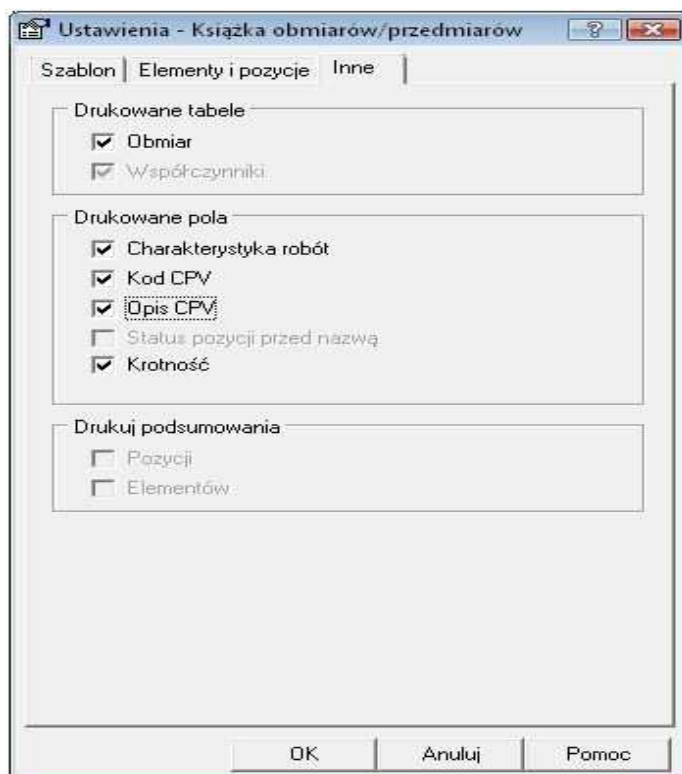 Ustawienia - Książka obmiarów/przedmiarów
Szablon Elementy i pozycje Inne
Drukowane tabele
Obmiar
Współczynniki
Drukowane pola
Charakterystyka robót
Kod CPV
Opis CPV
Status pozycji przed nazwą
Krotność
Drukuj podsumowania
Pozycji
Elementów
OK Anuluj Pomoc